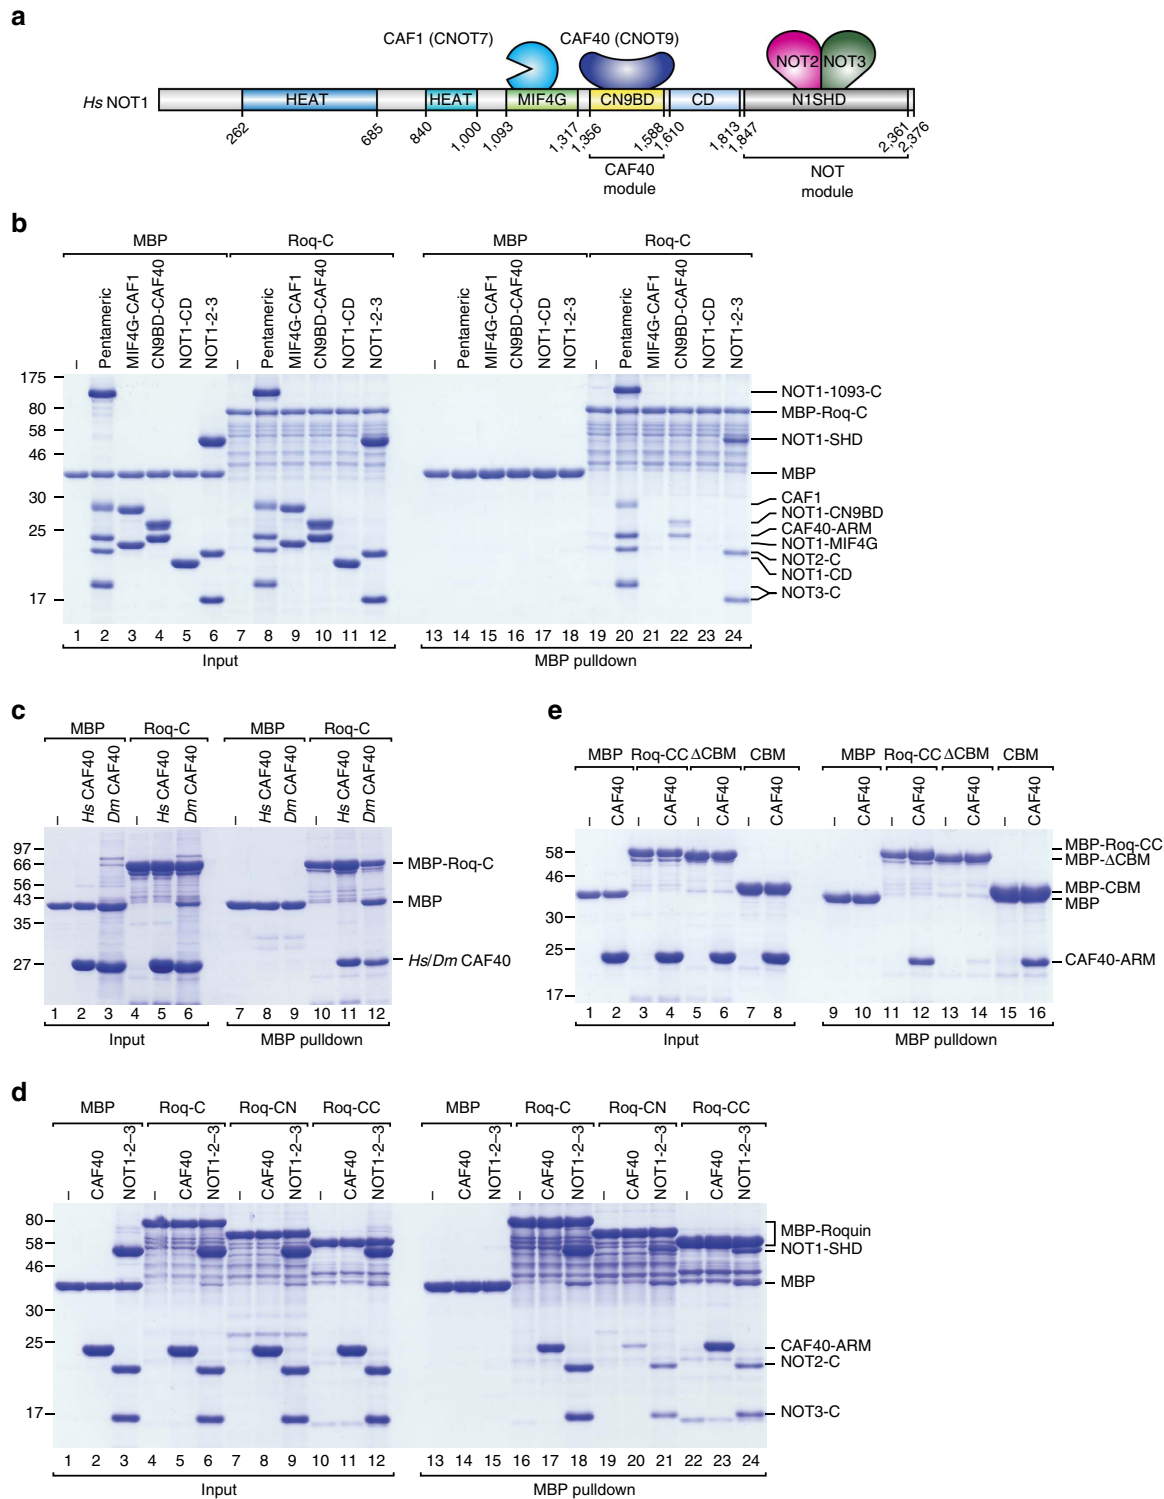 a
CAF1 (CNOT7)
CAF40 (CNOT9)
NOT2 NOT3
Hs NOT1
HEAT HEAT MIF4G CN9BD CD N1SHD
262 685 840 1,000 1,093 1,317 1,356 1,588 1,610 1,813 1,847 2,361 2,376
CAF40 module
NOT module
b
MBP Roq-C MBP Roq-C
– Pentameric MIF4G-CAF1 CN9BD-CAF40 NOT1-CD NOT1-2-3 – Pentameric MIF4G-CAF1 CN9BD-CAF40 NOT1-CD NOT1-2-3 – Pentameric MIF4G-CAF1 CN9BD-CAF40 NOT1-CD NOT1-2-3 – Pentameric MIF4G-CAF1 CN9BD-CAF40 NOT1-CD NOT1-2-3
175
80
58
46
30
25
17
NOT1-1093-C
MBP-Roq-C
NOT1-SHD
MBP
CAF1
NOT1-CN9BD
CAF40-ARM
NOT1-MIF4G
NOT2-C
NOT1-CD
NOT3-C
1 2 3 4 5 6 7 8 9 10 11 12 13 14 15 16 17 18 19 20 21 22 23 24
Input MBP pulldown
c
MBP Roq-C MBP Roq-C
– Hs CAF40 Dm CAF40 – Hs CAF40 Dm CAF40 – Hs CAF40 Dm CAF40 – Hs CAF40 Dm CAF40
97
66
56
43
35
27
MBP-Roq-C
MBP
Hs/Dm CAF40
1 2 3 4 5 6 7 8 9 10 11 12
Input MBP pulldown
e
MBP Roq-CC ΔCBM CBM MBP Roq-CC ΔCBM CBM
– CAF40 – CAF40 – CAF40 – CAF40 – CAF40 – CAF40 – CAF40 – CAF40
58
46
30
25
17
MBP-Roq-CC
MBP-ΔCBM
MBP-CBM
MBP
CAF40-ARM
1 2 3 4 5 6 7 8 9 10 11 12 13 14 15 16
Input MBP pulldown
d
MBP Roq-C Roq-CN Roq-CC MBP Roq-C Roq-CN Roq-CC
– CAF40 NOT1-2–3 – CAF40 NOT1-2–3 – CAF40 NOT1-2–3 – CAF40 NOT1-2–3 – CAF40 NOT1-2–3 – CAF40 NOT1-2–3 – CAF40 NOT1-2–3 – CAF40 NOT1-2–3
80
58
46
30
25
17
MBP-Roquin
NOT1-SHD
MBP
CAF40-ARM
NOT2-C
NOT3-C
1 2 3 4 5 6 7 8 9 10 11 12 13 14 15 16 17 18 19 20 21 22 23 24
Input MBP pulldown